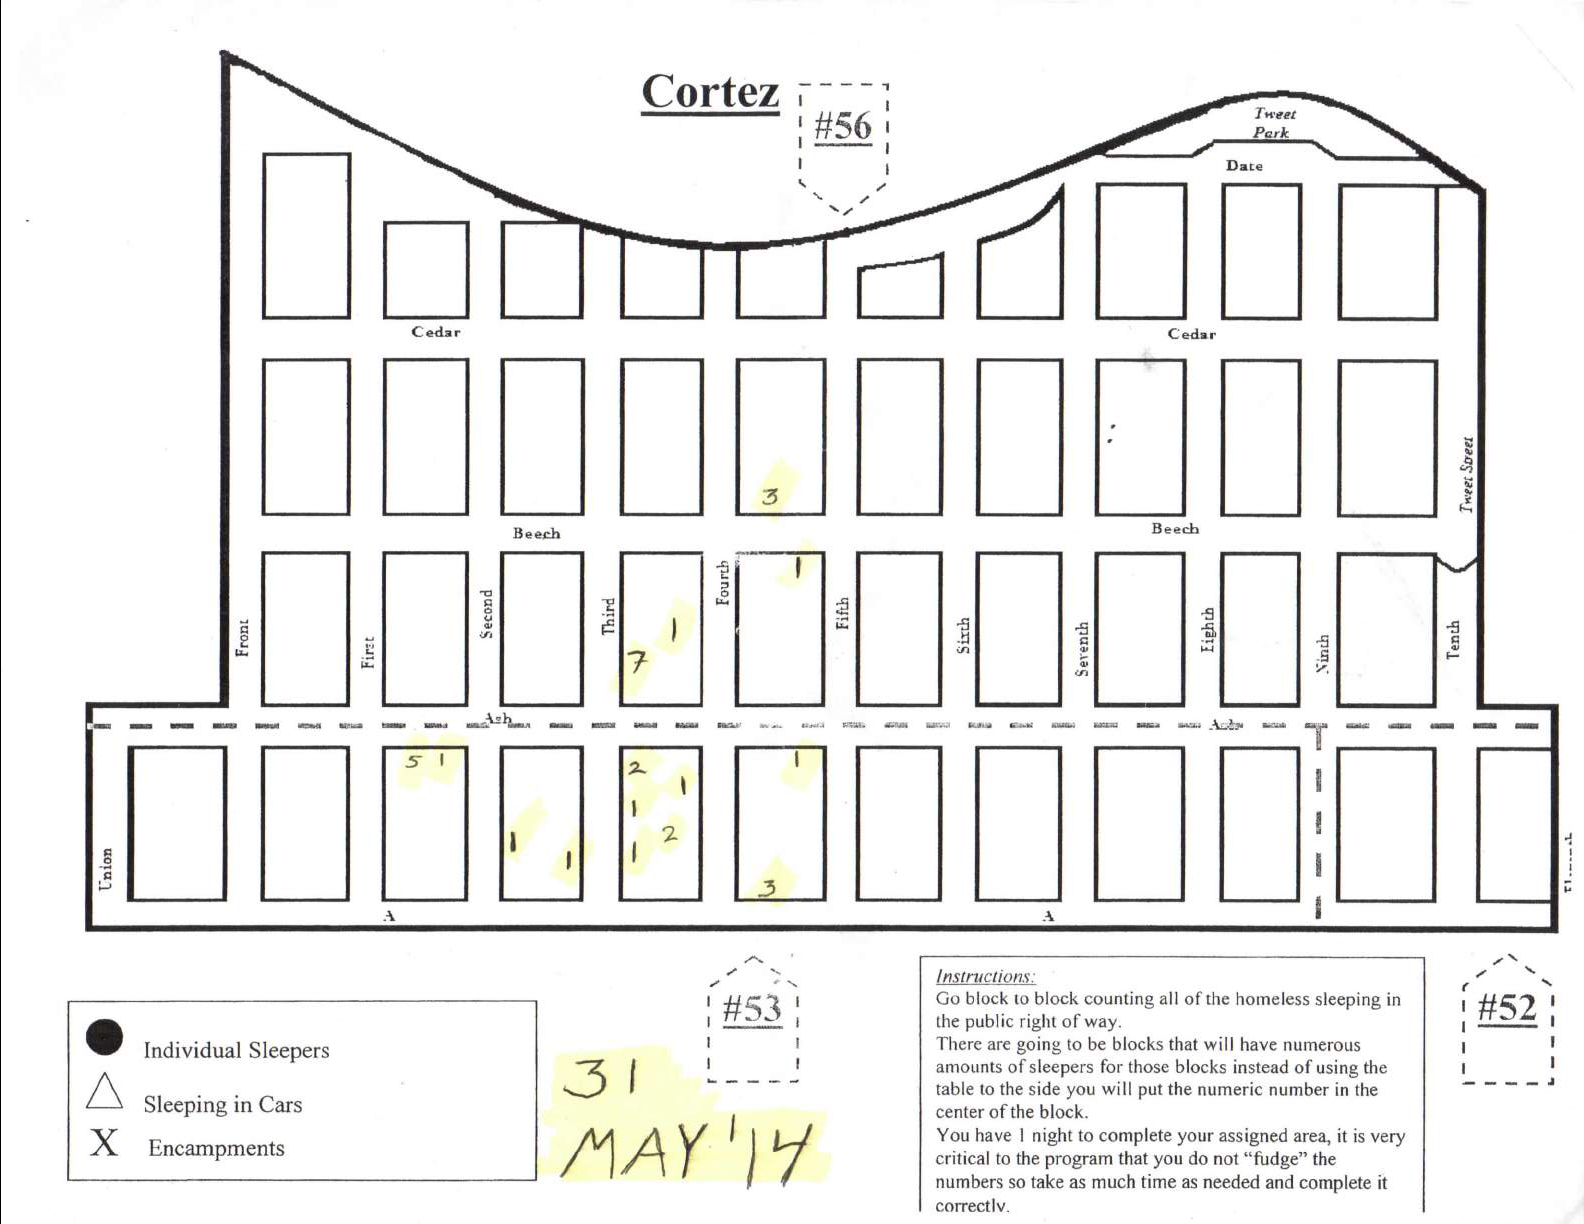 Cortez
#56
Tweet
Park
Date
Cedar
Cedar
Tweet Street
3
Beech
Beech
1
Front
First
Second
Third
1
7
Fourth
Fifth
Sixth
Seventh
Eighth
Ninth
Tenth
Ash
Ash
5 1
2
1
1
2
1
1
1
1
3
Union
A
A
#53
#52
Individual Sleepers
Sleeping in Cars
X Encampments
31
MAY '14
Instructions:
Go block to block counting all of the homeless sleeping in
the public right of way.
There are going to be blocks that will have numerous
amounts of sleepers for those blocks instead of using the
table to the side you will put the numeric number in the
center of the block.
You have 1 night to complete your assigned area, it is very
critical to the program that you do not “fudge” the
numbers so take as much time as needed and complete it
correctly.